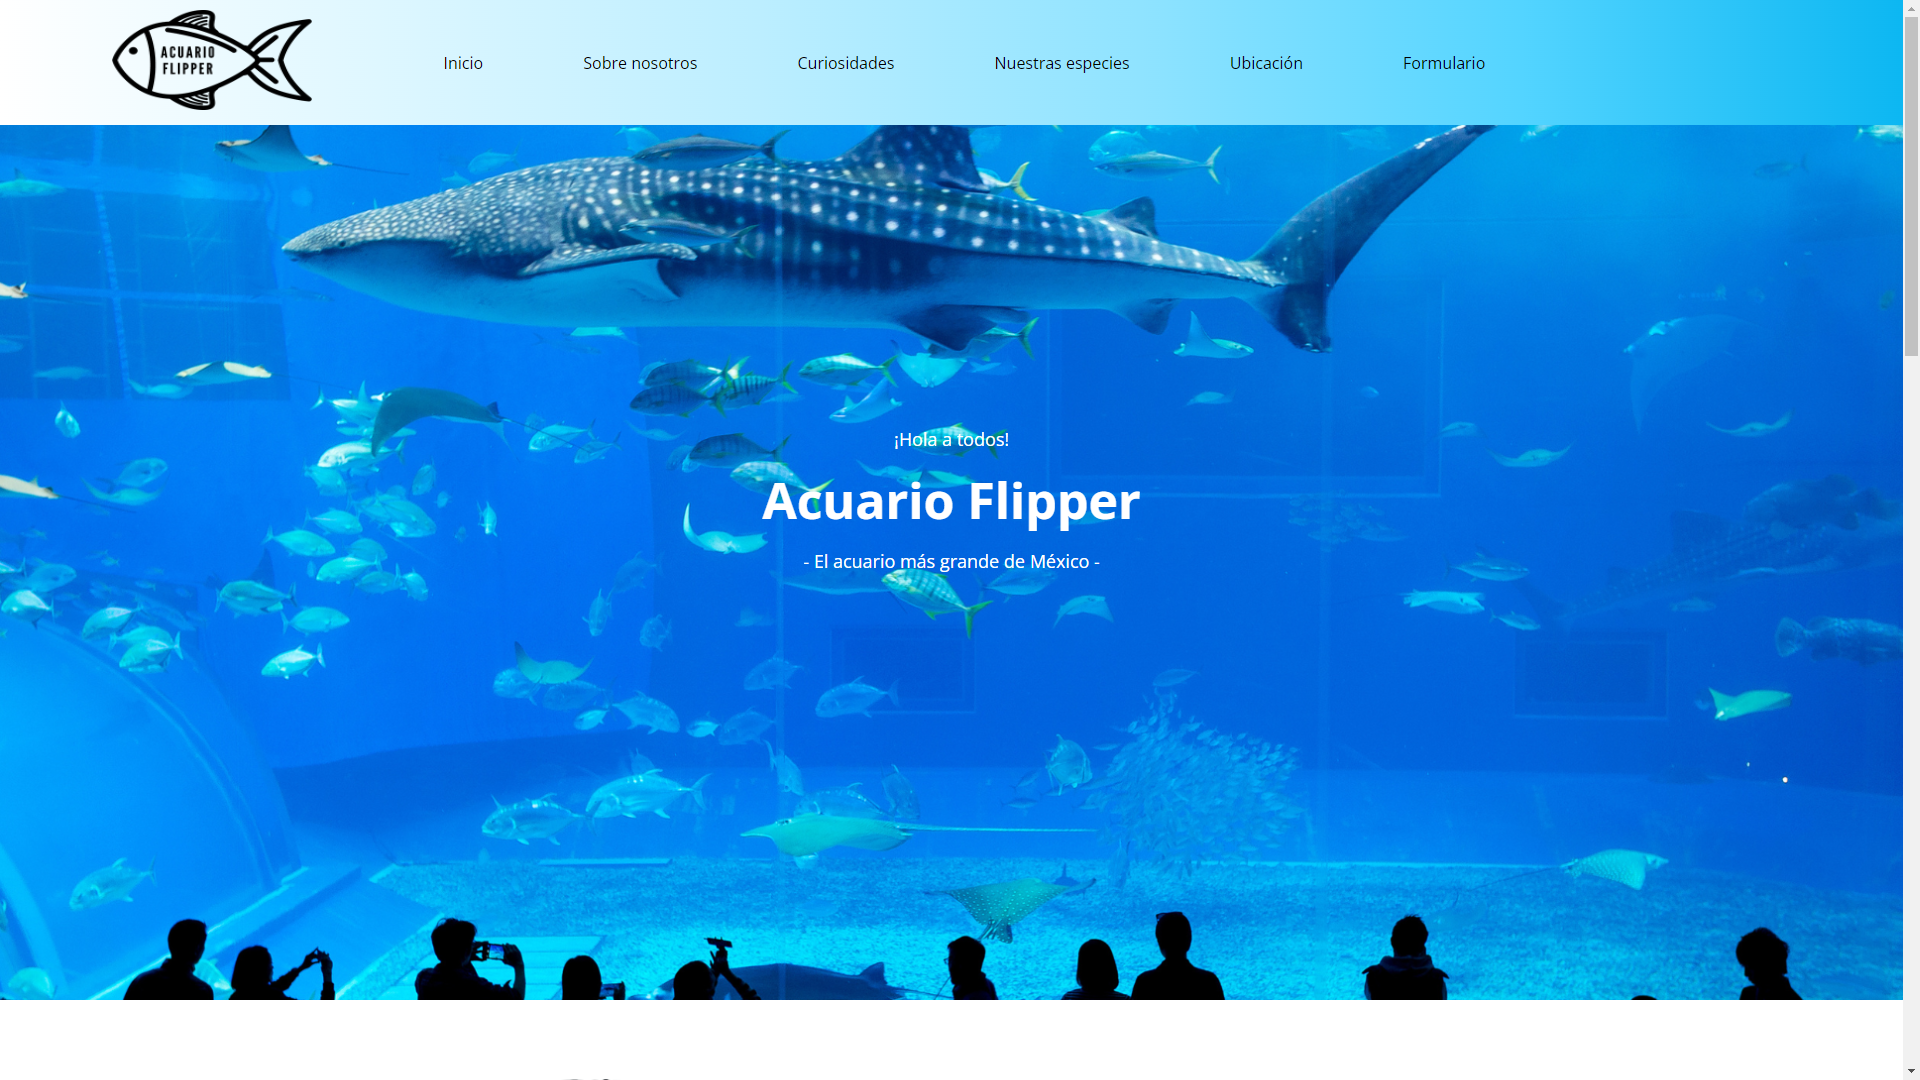 ACUARIO
FLIPPER
Inicio
Sobre nosotros
Curiosidades
Nuestras especies
Ubicación
Formulario
¡Hola a todos!
Acuario Flipper
- El acuario más grande de México -